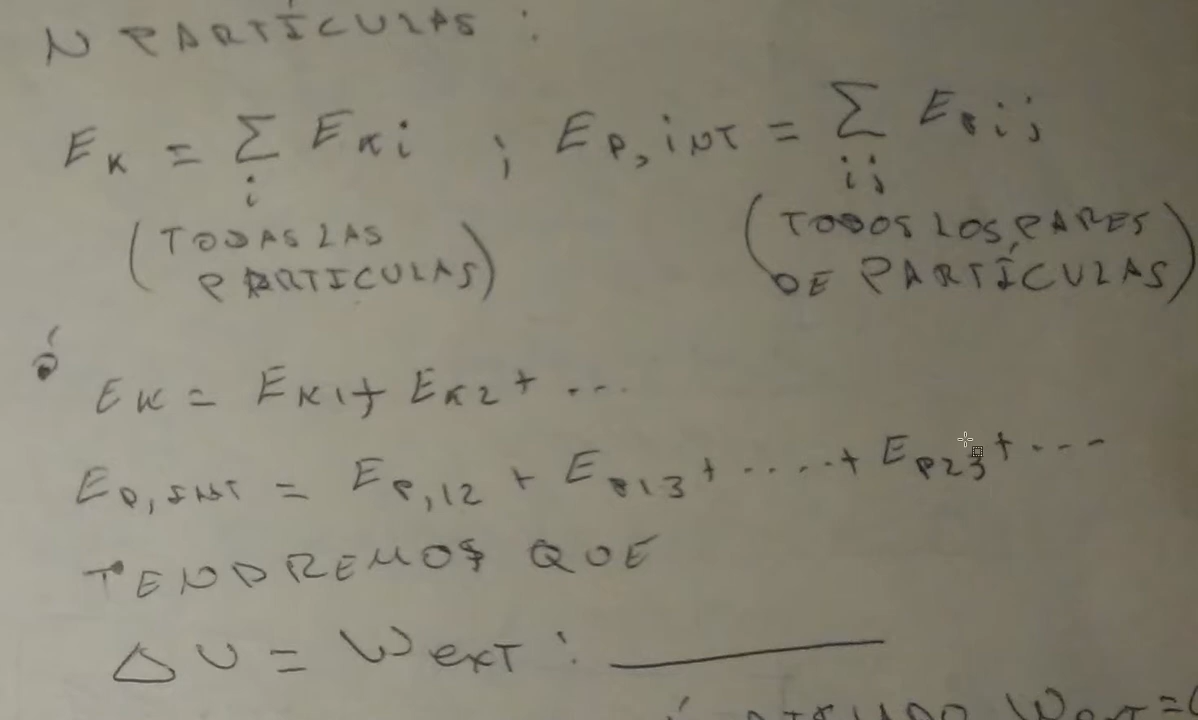 N PARTÍCULAS :
E_K = Σ_i E_Ki ; E_P,INT = Σ_ij E_Pij
(TODAS LAS PARTICULAS) (TODOS LOS PARES DE PARTÍCULAS)
ó
E_K = E_K1 + E_K2 + ...
E_P,INT = E_P,12 + E_P13 + ..... + E_P23 + ---
TENDREMOS QUE
ΔU = W_EXT :